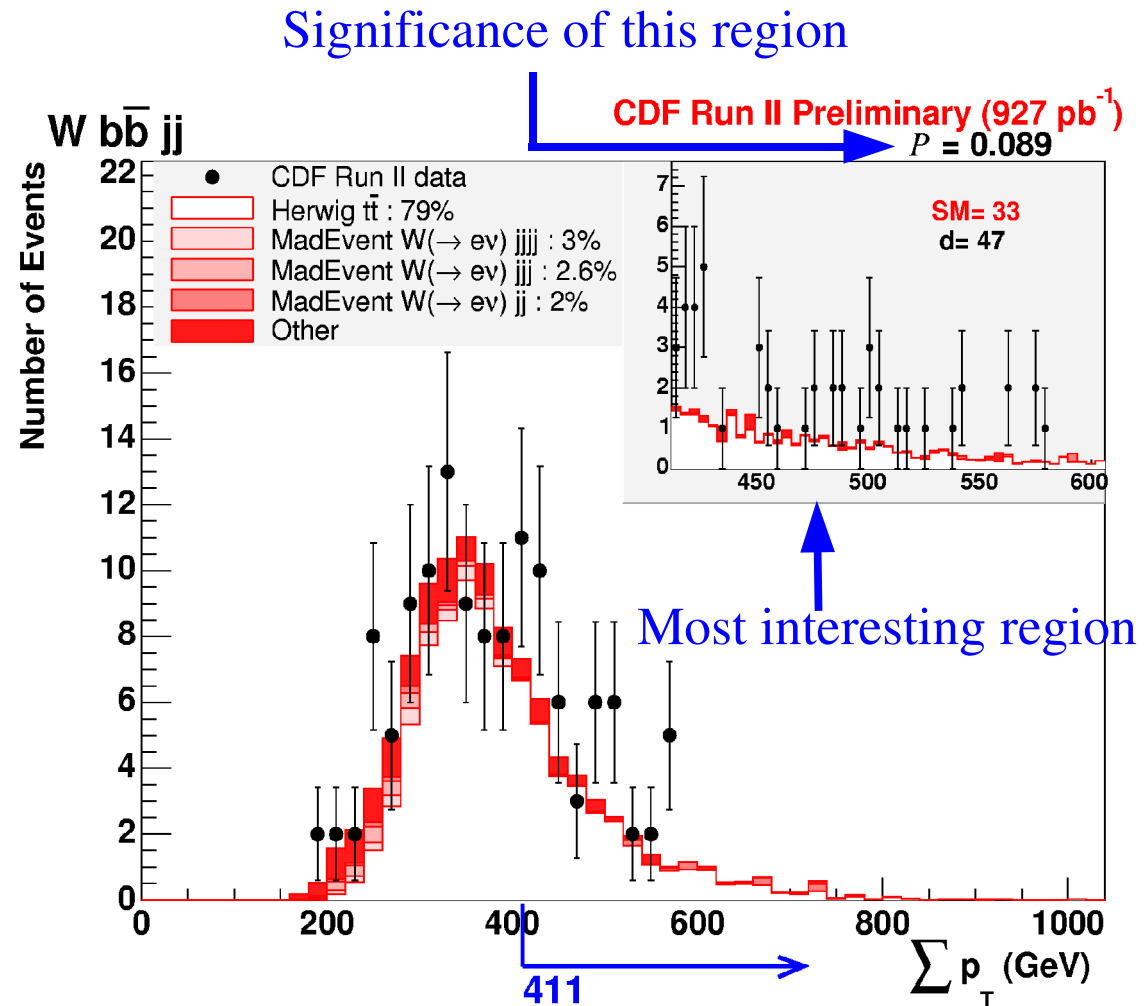 Significance of this region
CDF Run II Preliminary (927 pb⁻¹)
P = 0.089
W bb̄ jj
Number of Events
22
20
18
16
14
12
10
8
6
4
2
0
CDF Run II data
Herwig tt̄ : 79%
MadEvent W(→ eν) jjjj : 3%
MadEvent W(→ eν) jjj : 2.6%
MadEvent W(→ eν) jj : 2%
Other
7
6
5
4
3
2
1
0
SM= 33
d= 47
450 500 550 600
Most interesting region
0 200 400 600 800 1000
411
∑ p_T (GeV)